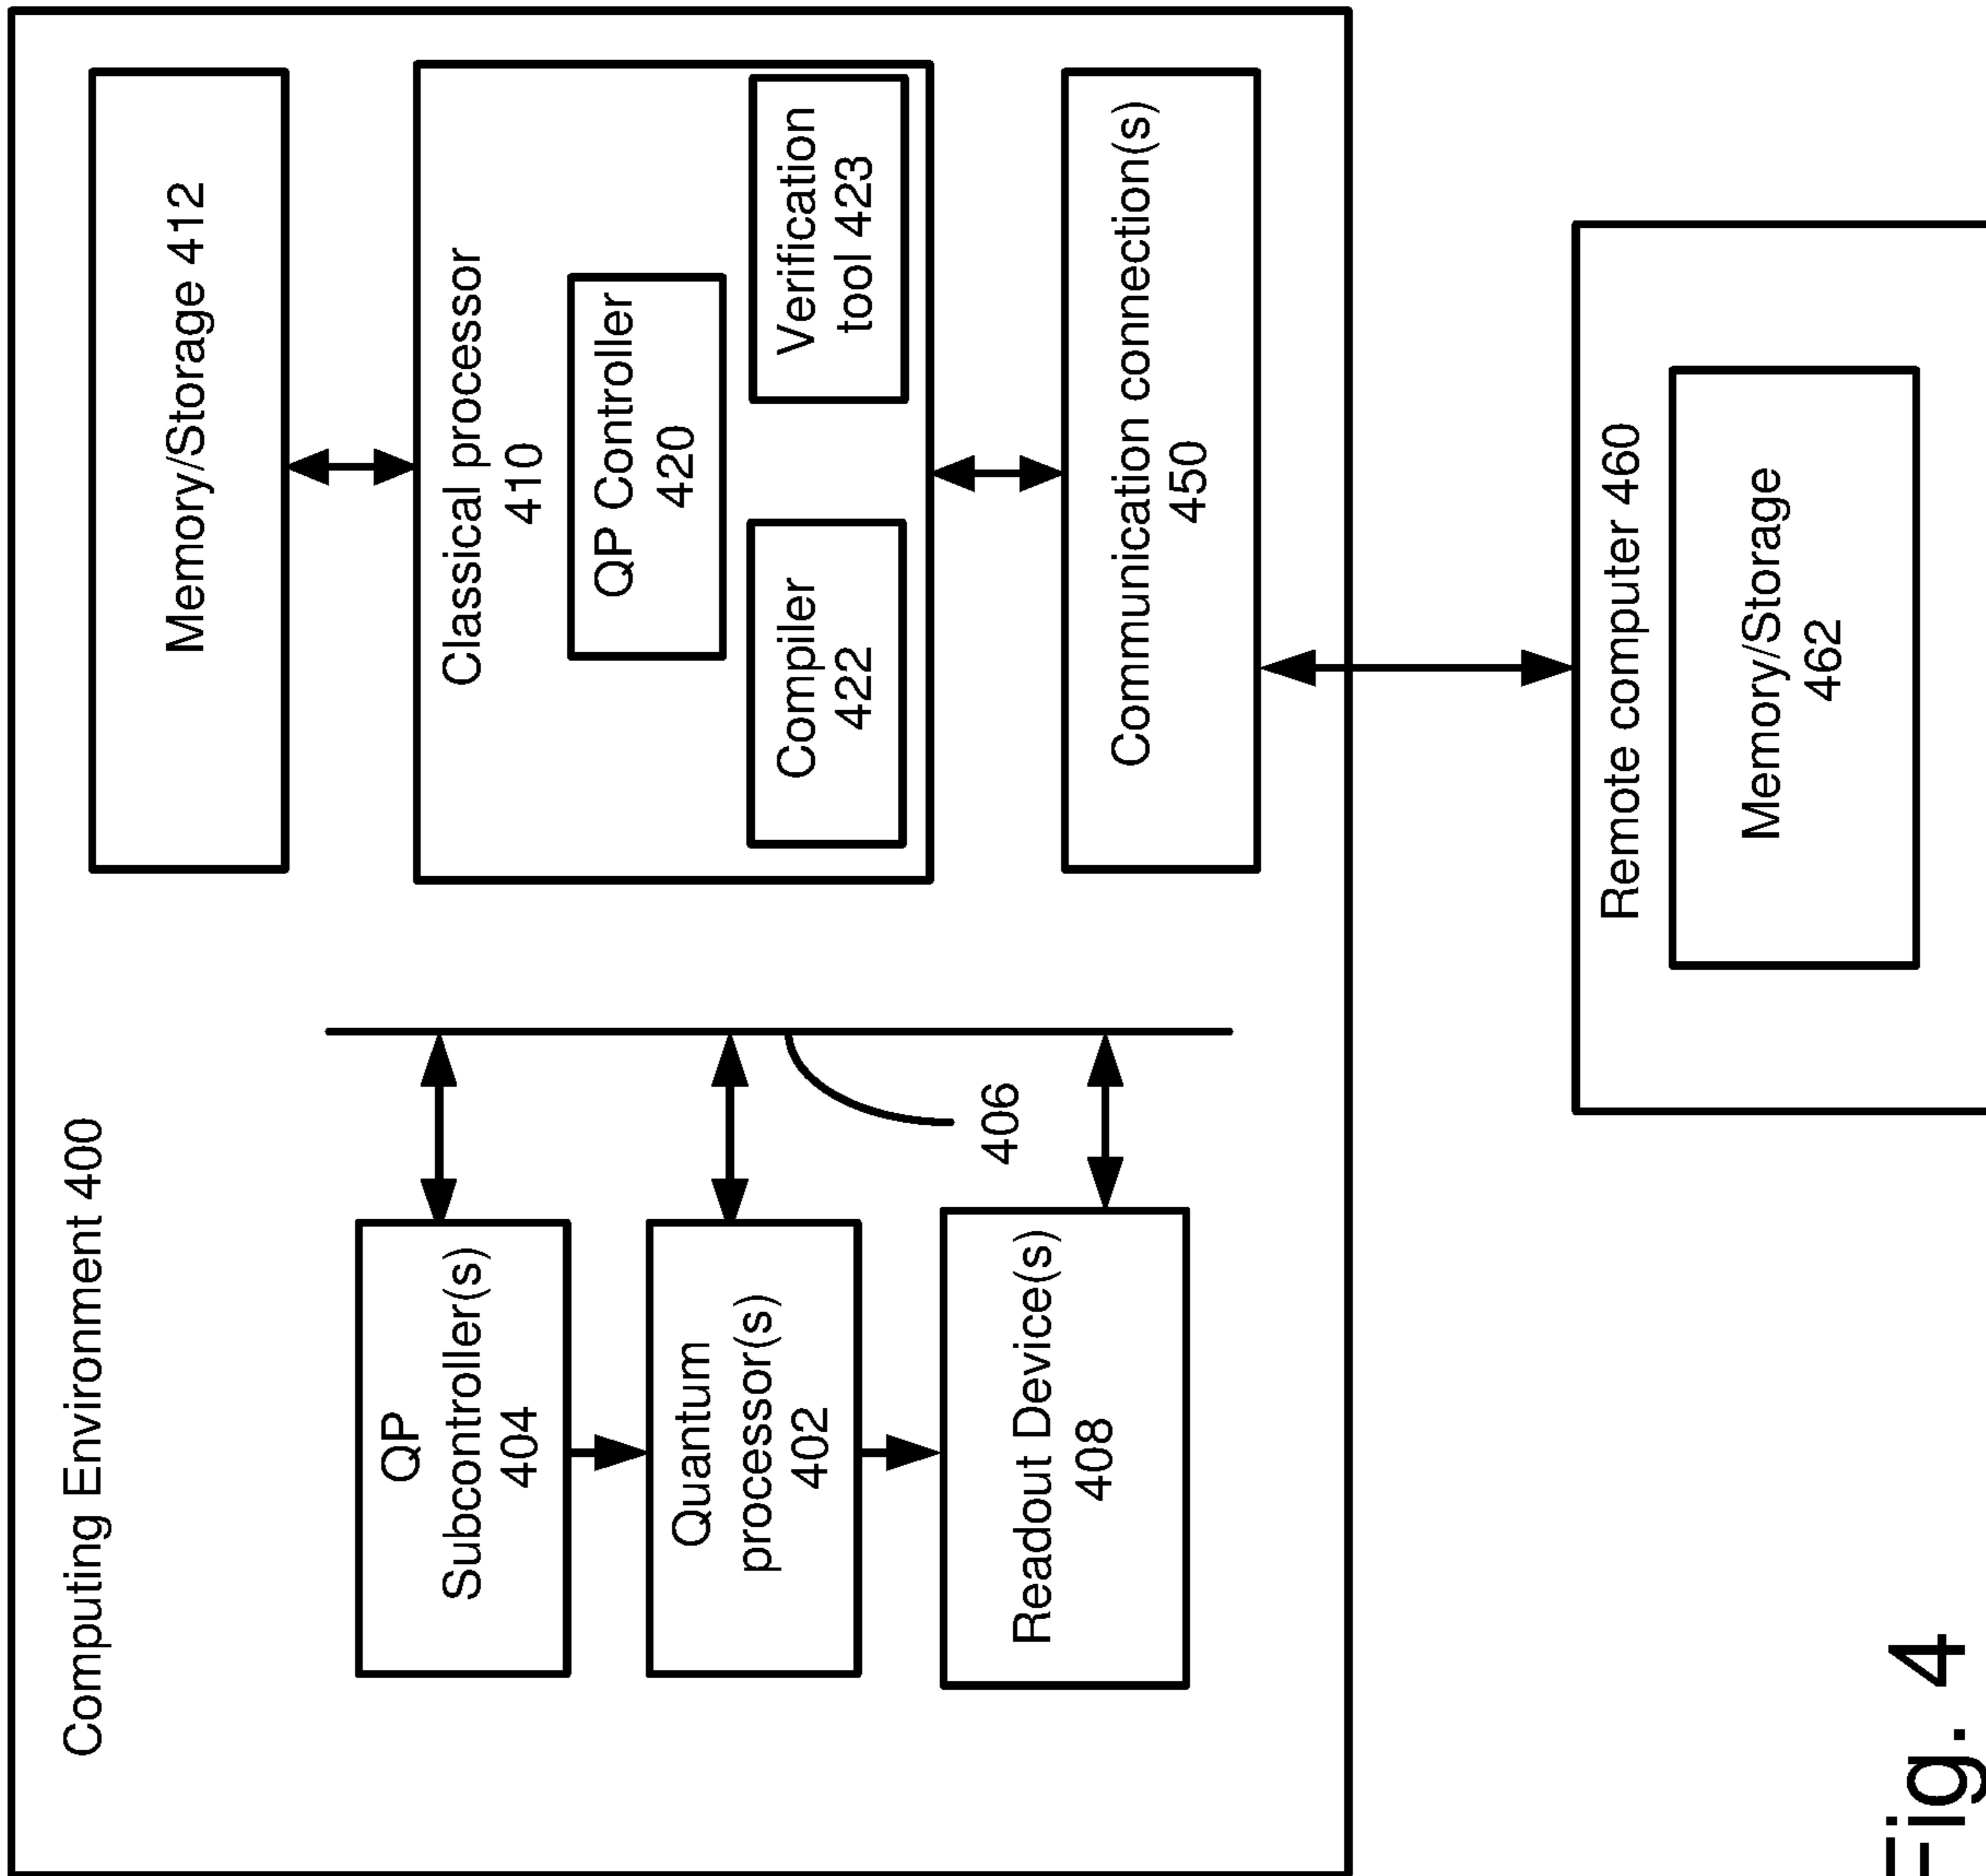 Computing Environment 400
QP
Subcontroller(s)
404
Quantum
processor(s)
402
Readout Device(s)
408
406
Memory/Storage 412
Classical processor
410
QP Controller
420
Compiler
422
Verification
tool 423
Communication connection(s)
450
Remote computer 460
Memory/Storage
462
Fig. 4